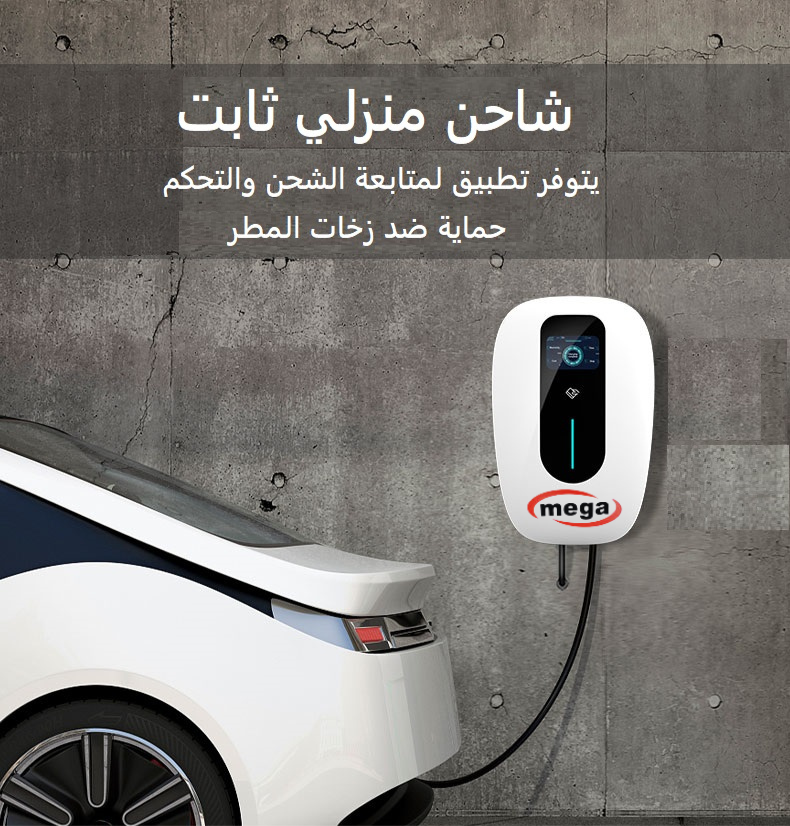 شاحن منزلي ثابت
يتوفر تطبيق لمتابعة الشحن والتحكم
حماية ضد زخات المطر
mega